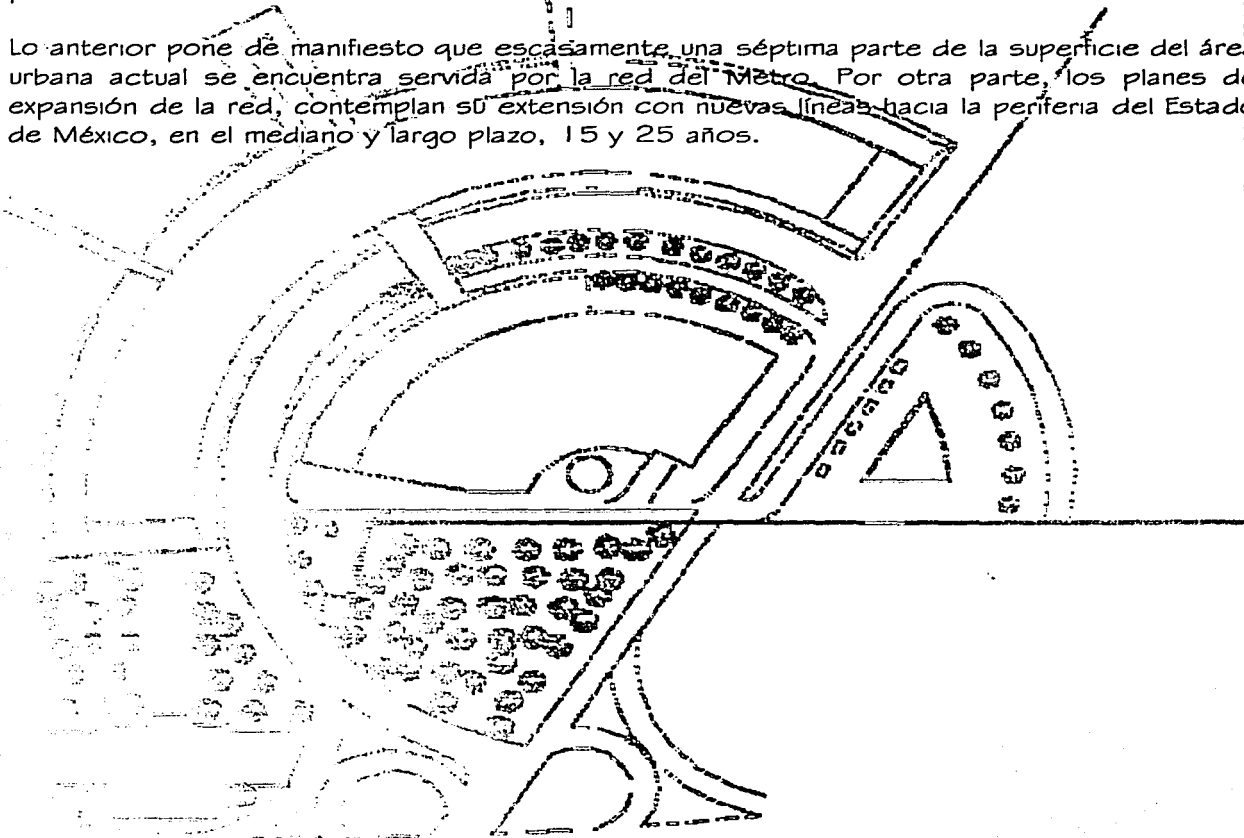 Lo anterior pone de manifiesto que escasamente una séptima parte de la superficie del áre
urbana actual se encuentra servida por la red del Metro. Por otra parte, los planes d
expansión de la red, contemplan su extensión con nuevas líneas hacia la periferia del Estado
de México, en el mediano y largo plazo, 15 y 25 años.